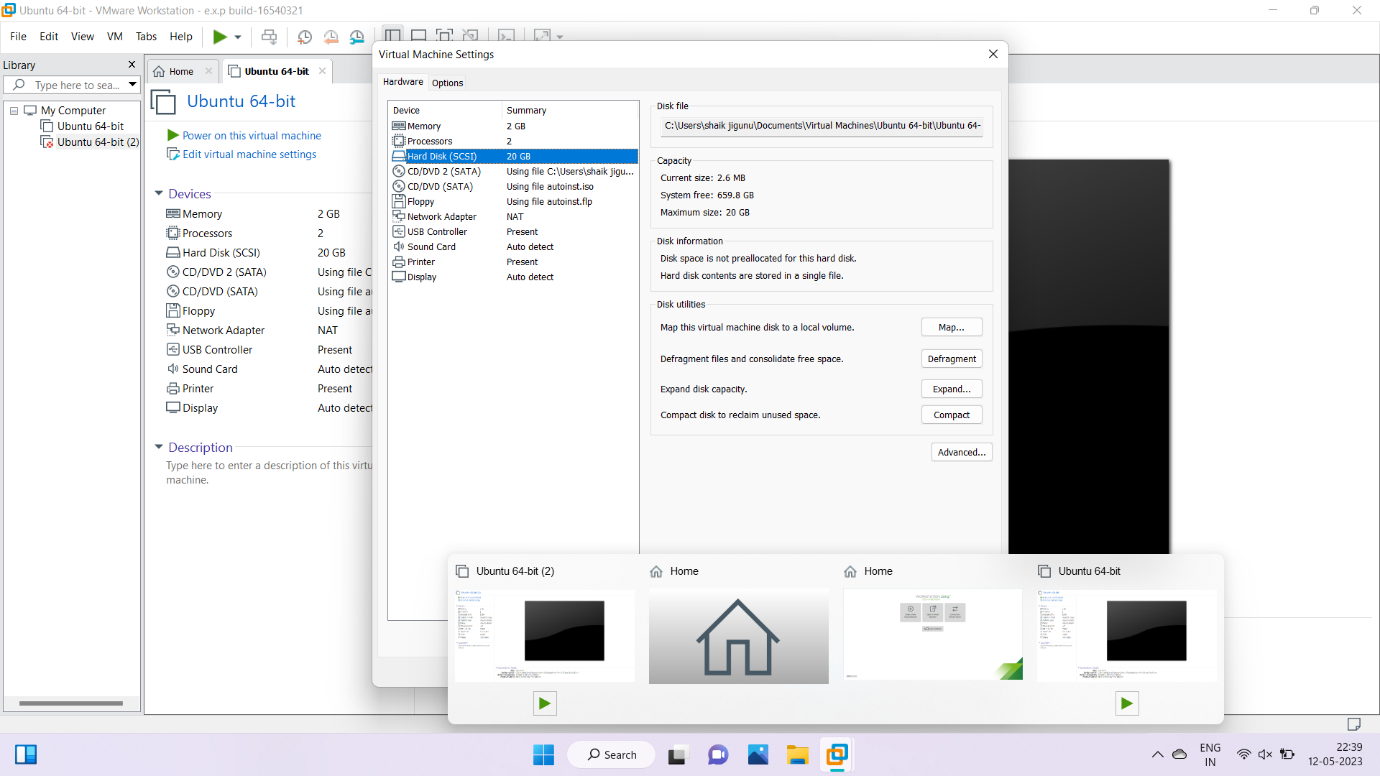 Ubuntu 64-bit - VMware Workstation - e.x.p build-16540321
File Edit View VM Tabs Help
Library
Type here to sea...
My Computer
Ubuntu 64-bit
Ubuntu 64-bit (2)
Home
Ubuntu 64-bit
Ubuntu 64-bit
Power on this virtual machine
Edit virtual machine settings
Devices
Memory 2 GB
Processors 2
Hard Disk (SCSI) 20 GB
CD/DVD 2 (SATA) Using file C
CD/DVD (SATA) Using file a
Floppy Using file a
Network Adapter NAT
USB Controller Present
Sound Card Auto detect
Printer Present
Display Auto detect
Description
Type here to enter a description of this virtu
machine.
Virtual Machine Settings
Hardware Options
Device Summary
Memory 2 GB
Processors 2
Hard Disk (SCSI) 20 GB
CD/DVD 2 (SATA) Using file C:\Users\shaik jigu...
CD/DVD (SATA) Using file autoinst.iso
Floppy Using file autoinst.flp
Network Adapter NAT
USB Controller Present
Sound Card Auto detect
Printer Present
Display Auto detect
Disk file
C:\Users\shaik jigunu\Documents\Virtual Machines\Ubuntu 64-bit\Ubuntu 64-
Capacity
Current size: 2.6 MB
System free: 659.8 GB
Maximum size: 20 GB
Disk information
Disk space is not preallocated for this hard disk.
Hard disk contents are stored in a single file.
Disk utilities
Map this virtual machine disk to a local volume. Map...
Defragment files and consolidate free space. Defragment
Expand disk capacity. Expand...
Compact disk to reclaim unused space. Compact
Advanced...
Ubuntu 64-bit (2)
Home
Home
Ubuntu 64-bit
Search
ENG
IN
22:39
12-05-2023